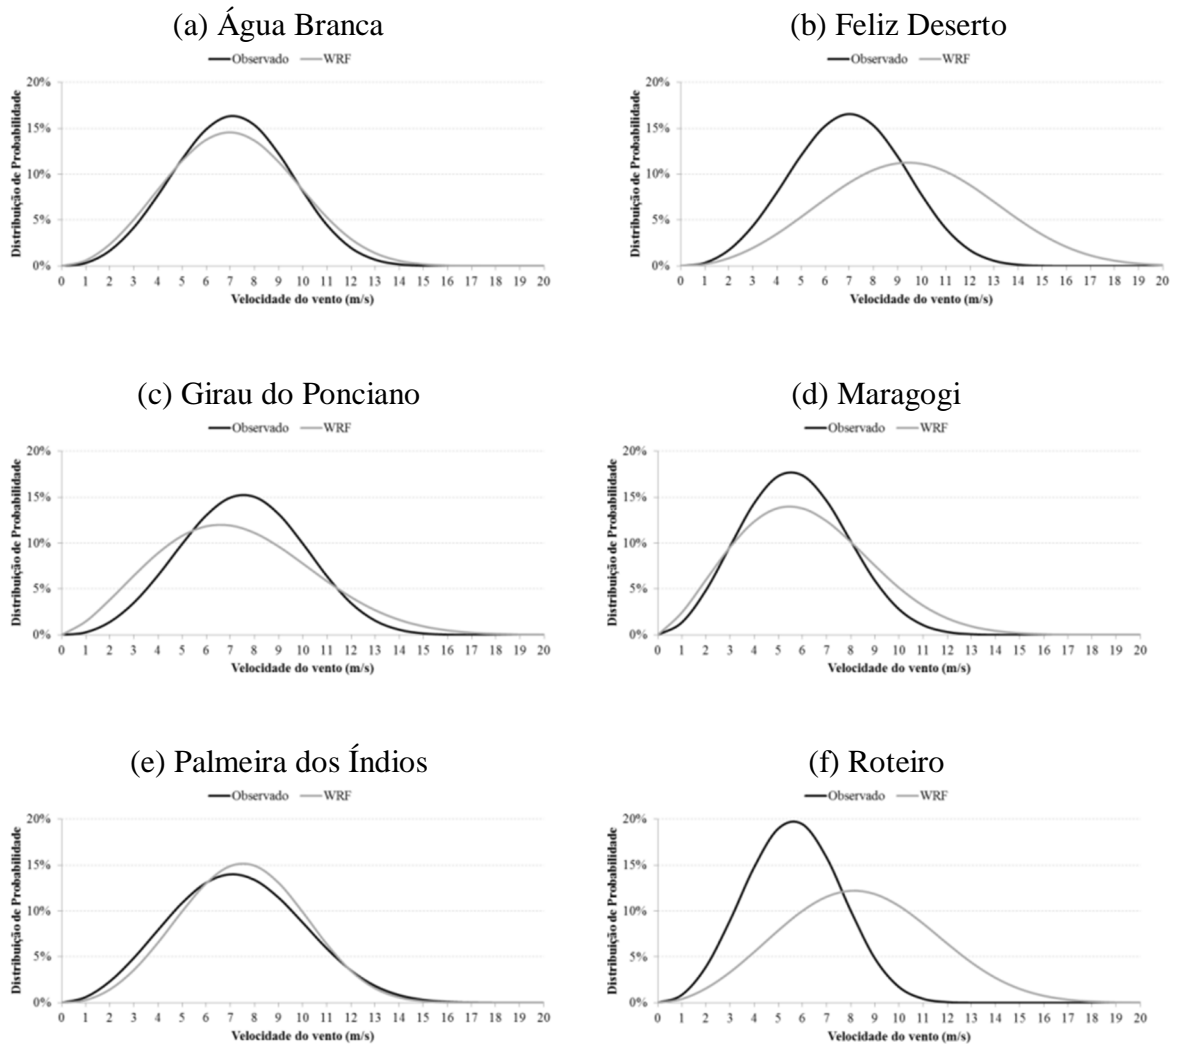 (a) Água Branca
Observado WRF
Distribuição de Probabilidade
20%
15%
10%
5%
0%
0 1 2 3 4 5 6 7 8 9 10 11 12 13 14 15 16 17 18 19 20
Velocidade do vento (m/s)
(b) Feliz Deserto
Observado WRF
Distribuição de Probabilidade
20%
15%
10%
5%
0%
0 1 2 3 4 5 6 7 8 9 10 11 12 13 14 15 16 17 18 19 20
Velocidade do vento (m/s)
(c) Girau do Ponciano
Observado WRF
Distribuição de Probabilidade
20%
15%
10%
5%
0%
0 1 2 3 4 5 6 7 8 9 10 11 12 13 14 15 16 17 18 19 20
Velocidade do vento (m/s)
(d) Maragogi
Observado WRF
Distribuição de Probabilidade
20%
15%
10%
5%
0%
0 1 2 3 4 5 6 7 8 9 10 11 12 13 14 15 16 17 18 19 20
Velocidade do vento (m/s)
(e) Palmeira dos Índios
Observado WRF
Distribuição de Probabilidade
20%
15%
10%
5%
0%
0 1 2 3 4 5 6 7 8 9 10 11 12 13 14 15 16 17 18 19 20
Velocidade do vento (m/s)
(f) Roteiro
Observado WRF
Distribuição de Probabilidade
20%
15%
10%
5%
0%
0 1 2 3 4 5 6 7 8 9 10 11 12 13 14 15 16 17 18 19 20
Velocidade do vento (m/s)